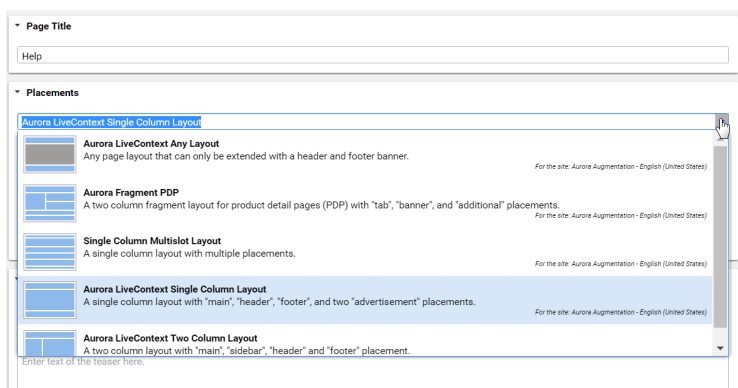 Page Title
Help
Placements
Aurora LiveContext Single Column Layout
Aurora LiveContext Any Layout
Any page layout that can only be extended with a header and footer banner.
For the site: Aurora Augmentation - English (United States)
Aurora Fragment PDP
A two column fragment layout for product detail pages (PDP) with "tab", "banner", and "additional" placements.
For the site: Aurora Augmentation - English (United States)
Single Column Multislot Layout
A single column layout with multiple placements.
For the site: Aurora Augmentation - English (United States)
Aurora LiveContext Single Column Layout
A single column layout with "main", "header", "footer", and two "advertisement" placements.
For the site: Aurora Augmentation - English (United States)
Aurora LiveContext Two Column Layout
A two column layout with "main", "sidebar", "header" and "footer" placement.
Enter text of the teaser here.